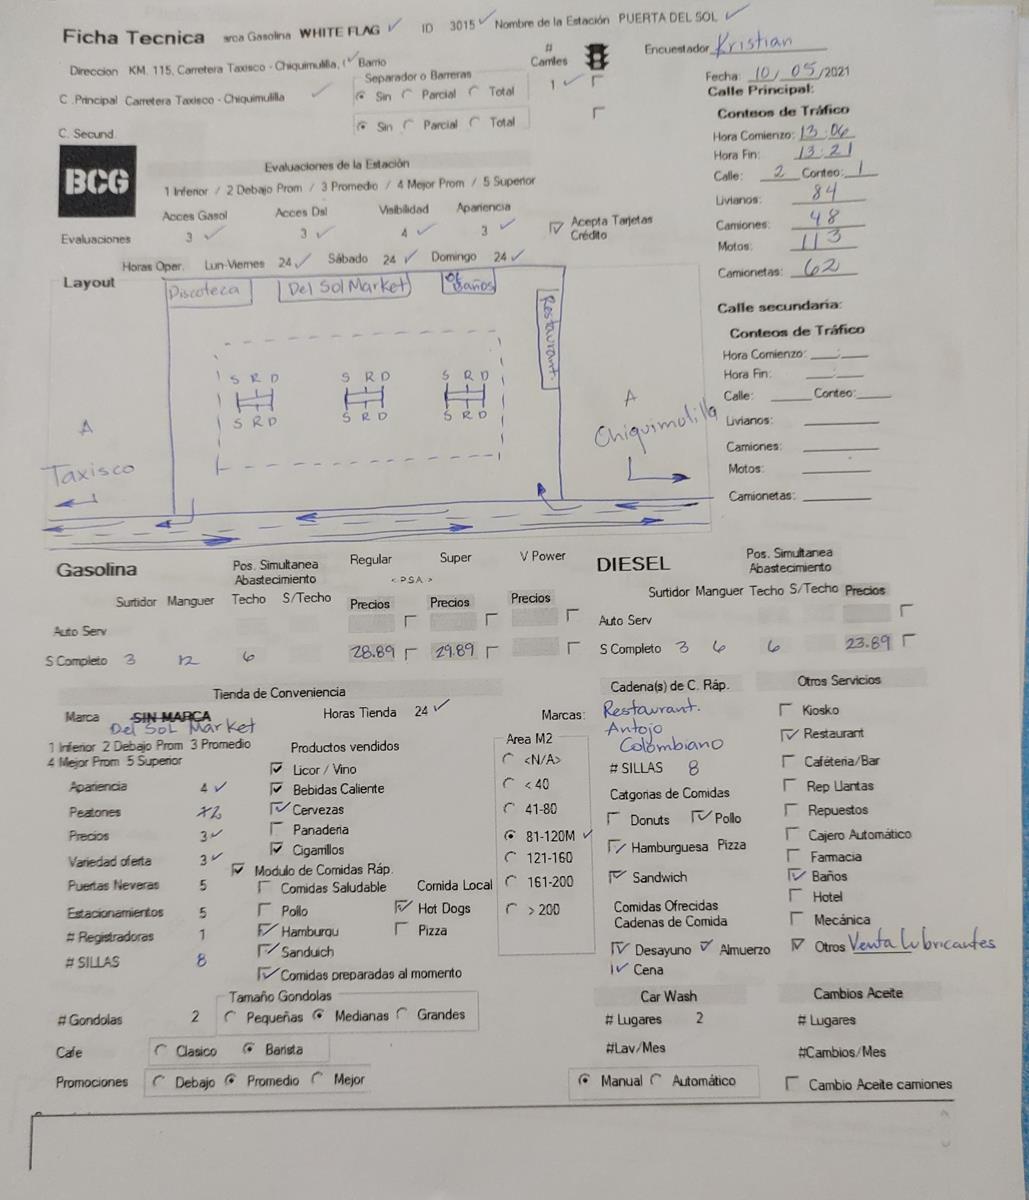 Ficha Tecnica arca Gasolina WHITE FLAG ✓ ID 3015 ✓ Nombre de la Estación PUERTA DEL SOL ✓
Direccion KM. 115, Carretera Taxisco - Chiquimulilla, ( ✓ Barrio
# Carriles
Encuestador Kristian
Fecha: 10/05/2021
C .Principal Carretera Taxisco - Chiquimulilla ✓
Separador o Barreras
Sin Parcial Total 1 ✓
Sin Parcial Total
C. Secund
Calle Principal:
Conteos de Tráfico
Hora Comienzo: 13:06
Hora Fin: 13:21
Calle: 2 Conteo: 1
Livianos: 84
Camiones: 48
Motos: 113
Camionetas: 62
BCG
Evaluaciones de la Estación
1 Inferior / 2 Debajo Prom / 3 Promedio / 4 Mejor Prom / 5 Superior
Acces Gasol Acces Dsl Visibilidad Apariencia
Evaluaciones 3 ✓ 3 ✓ 4 ✓ 3 ✓
Acepta Tarjetas Crédito
Horas Oper. Lun-Viernes 24 ✓ Sábado 24 ✓ Domingo 24 ✓
Layout
Discoteca Del Sol Market Baños
Restaurant.
S R D S R D S R D
S R D S R D S R D
A Taxisco
A Chiquimulilla
Calle secundaria:
Conteos de Tráfico
Hora Comienzo: ___:___
Hora Fin: ___:___
Calle: ____ Conteo: ____
Livianos:
Camiones:
Motos:
Camionetas:
Gasolina
Pos. Simultanea Abastecimiento
Regular Super V Power
< PSA >
Surtidor Manguer Techo S/Techo Precios Precios Precios
Auto Serv
S Completo 3 12 6 28.89 29.89
DIESEL
Pos. Simultanea Abastecimiento
Surtidor Manguer Techo S/Techo Precios
Auto Serv
S Completo 3 6 6 23.89
Tienda de Conveniencia
Marca SIN MARCA
Del Sol Market
Horas Tienda 24 ✓
1 Inferior 2 Debajo Prom 3 Promedio
4 Mejor Prom 5 Superior
Apariencia 4 ✓
Peatones
Precios 3 ✓
Variedad oferta 3 ✓
Puertas Neveras 5
Estacionamientos 5
# Registradoras 1
# SILLAS 8
Productos vendidos
Licor / Vino
Bebidas Caliente
Cervezas
Panaderia
Cigarrillos
Modulo de Comidas Ráp.
Comidas Saludable Comida Local
Pollo Hot Dogs
Hamburgu Pizza
Sanduich
Comidas preparadas al momento
Marcas:
Area M2
<N/A>
< 40
41-80
81-120M ✓
121-160
161-200
> 200
# Gondolas 2
Tamaño Gondolas
Pequeñas Medianas Grandes
Cafe Clasico Barista
Promociones Debajo Promedio Mejor
Cadena(s) de C. Ráp.
Restaurant.
Antojo
Colombiano
# SILLAS 8
Catgorias de Comidas
Donuts Pollo
Hamburguesa Pizza
Sandwich
Comidas Ofrecidas
Cadenas de Comida
Desayuno Almuerzo
Cena
Car Wash
# Lugares 2
#Lav/Mes
Manual Automático
Otros Servicios
Kiosko
Restaurant
Cafeteria/Bar
Rep Llantas
Repuestos
Cajero Automático
Farmacia
Baños
Hotel
Mecánica
Otros Venta lubricantes
Cambios Aceite
# Lugares
#Cambios/Mes
Cambio Aceite camiones